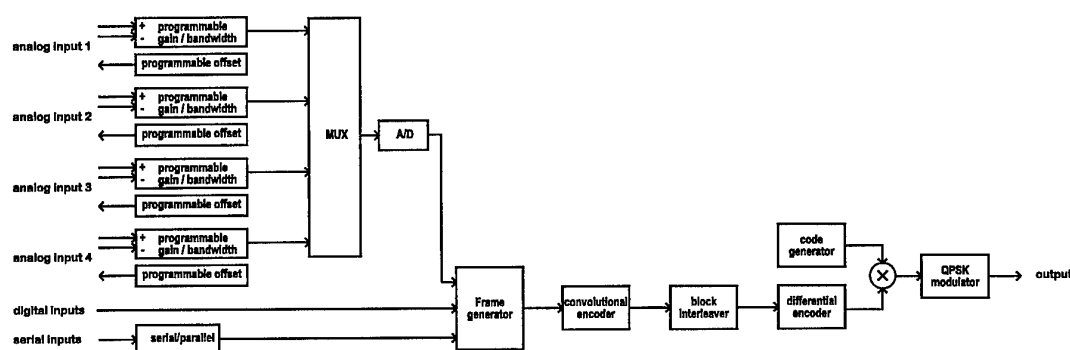 analog input 1
+ programmable
- gain / bandwidth
programmable offset
analog input 2
+ programmable
- gain / bandwidth
programmable offset
analog input 3
+ programmable
- gain / bandwidth
programmable offset
analog input 4
+ programmable
- gain / bandwidth
programmable offset
MUX
A/D
digital inputs
serial inputs
serial/parallel
Frame
generator
convolutional
encoder
block
interleaver
differential
encoder
code
generator
×
QPSK
modulator
output